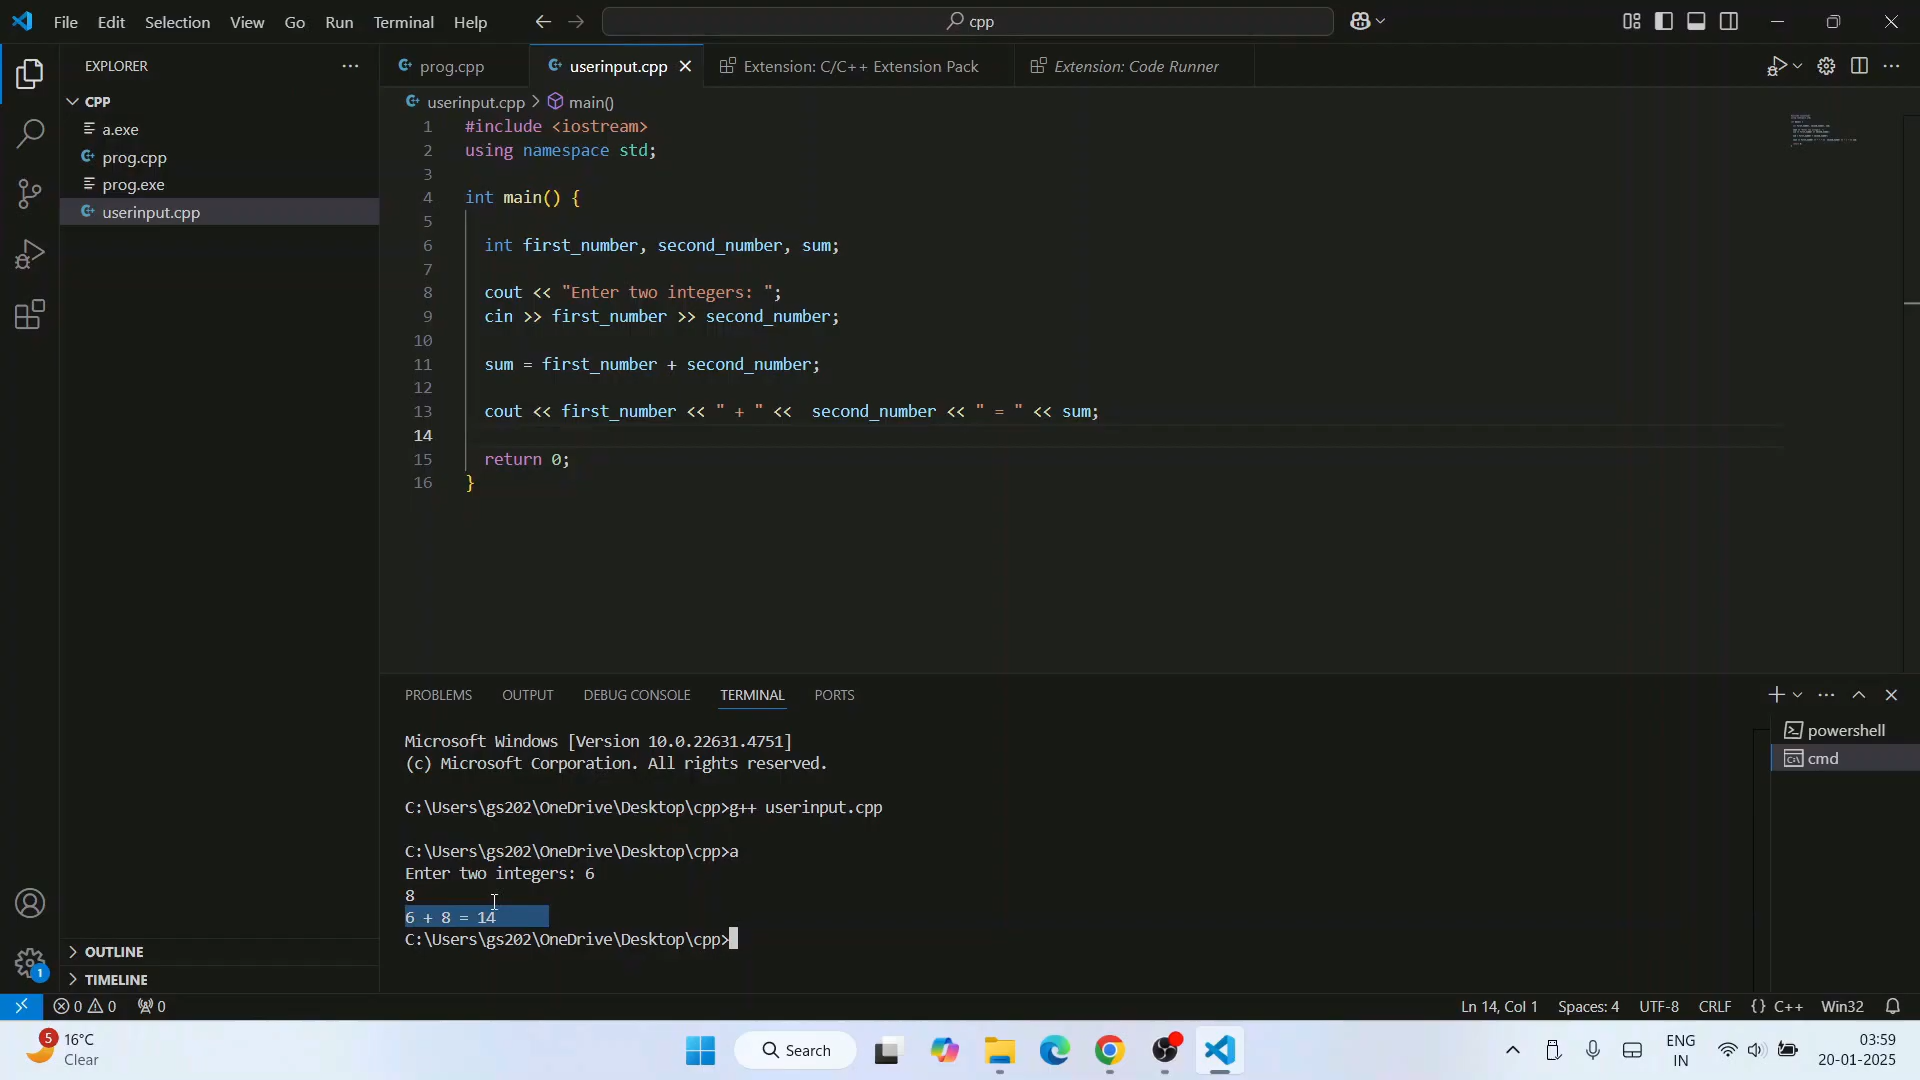 File Edit Selection View Go Run Terminal Help
cpp
EXPLORER
CPP
a.exe
prog.cpp
prog.exe
userinput.cpp
OUTLINE
TIMELINE
prog.cpp userinput.cpp Extension: C/C++ Extension Pack Extension: Code Runner
userinput.cpp > main()
1 #include <iostream>
2 using namespace std;
3
4 int main() {
5
6 int first_number, second_number, sum;
7
8 cout << "Enter two integers: ";
9 cin >> first_number >> second_number;
10
11 sum = first_number + second_number;
12
13 cout << first_number << " + " <<  second_number << " = " << sum;
14
15 return 0;
16 }
PROBLEMS OUTPUT DEBUG CONSOLE TERMINAL PORTS
Microsoft Windows [Version 10.0.22631.4751]
(c) Microsoft Corporation. All rights reserved.
C:\Users\gs202\OneDrive\Desktop\cpp>g++ userinput.cpp
C:\Users\gs202\OneDrive\Desktop\cpp>a
Enter two integers: 6
8
6 + 8 = 14
C:\Users\gs202\OneDrive\Desktop\cpp>
powershell
cmd
1
0 0 0
Ln 14, Col 1 Spaces: 4 UTF-8 CRLF {} C++ Win32
5
16°C
Clear
Search
ENG
IN
03:59
20-01-2025